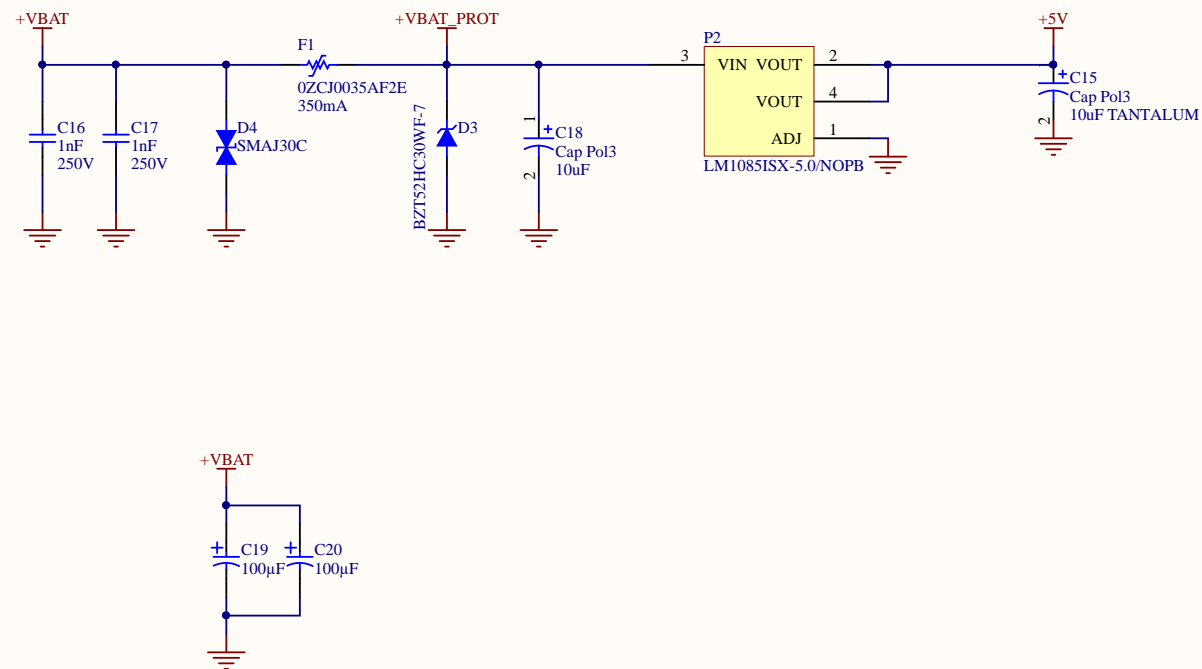 +VBAT
+VBAT_PROT
+5V
F1
P2
3
VIN
VOUT
2
0ZCJ0035AF2E
350mA
C15
Cap Pol3
10uF TANTALUM
2
VOUT
4
C16
1nF
250V
C17
1nF
250V
D4
SMAJ30C
BZT52HC30WF-7
D3
1
C18
Cap Pol3
10uF
2
ADJ
1
LM1085ISX-5.0/NOPB
+VBAT
C19
100µF
C20
100µF